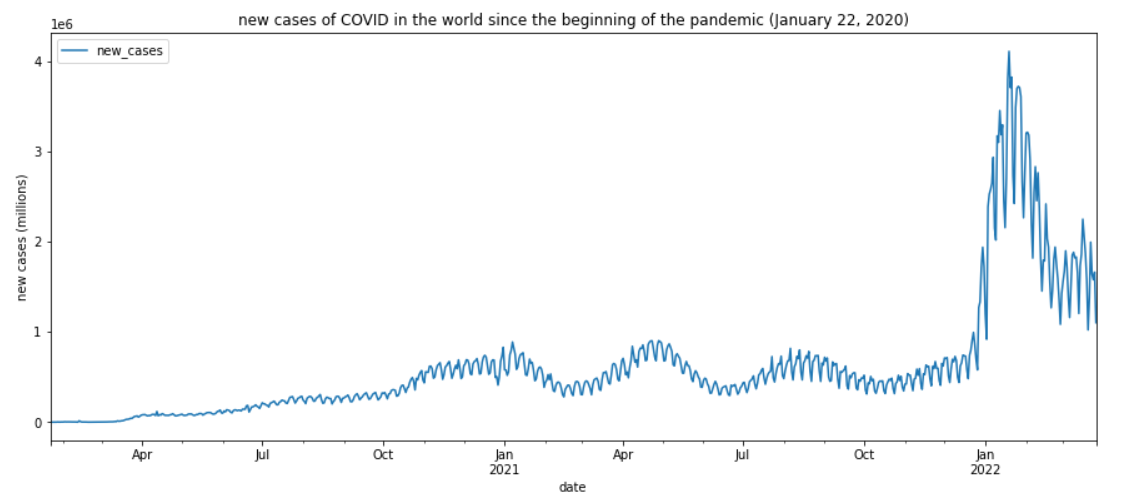 new cases of COVID in the world since the beginning of the pandemic (January 22, 2020)
1e6
new_cases
4
3
2
1
0
new cases (millions)
Apr
Jul
Oct
Jan
2021
Apr
Jul
Oct
Jan
2022
date